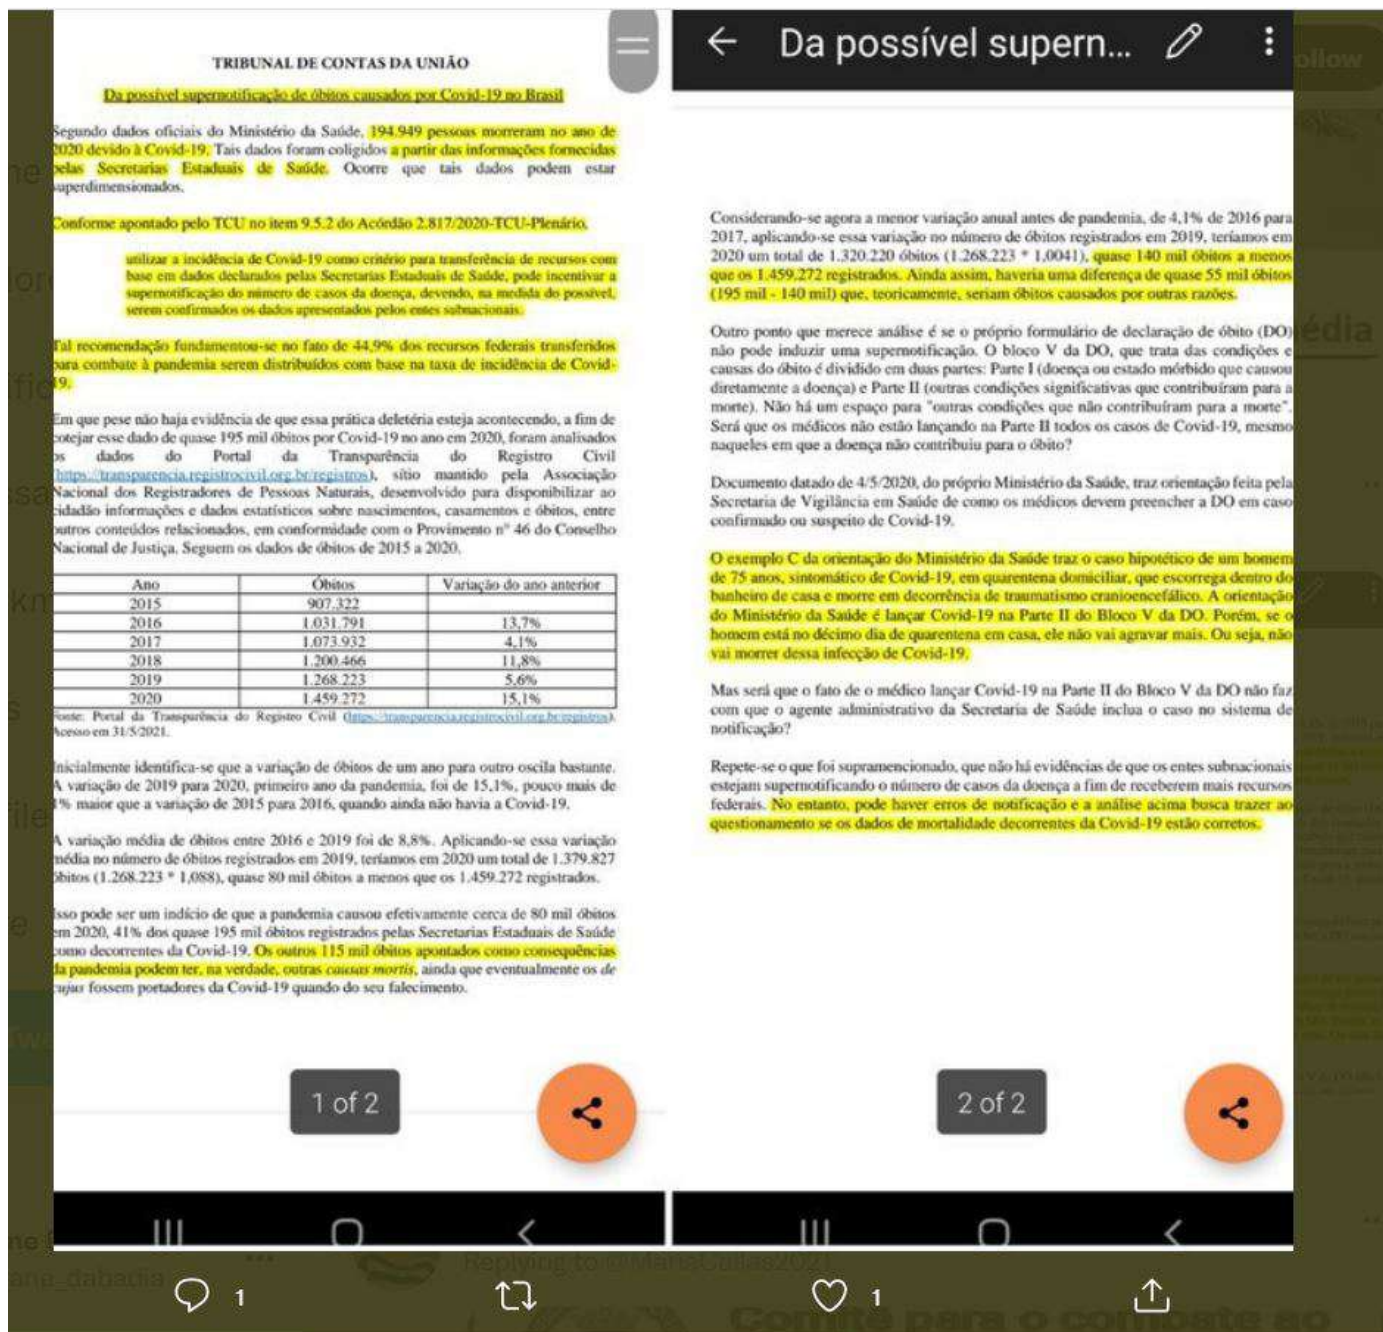 TRIBUNAL DE CONTAS DA UNIÃO
Da possível supernotificação de óbitos causados por Covid-19 no Brasil
Segundo dados oficiais do Ministério da Saúde, 194.949 pessoas morreram no ano de
2020 devido à Covid-19. Tais dados foram coligidos a partir das informações fornecidas
pelas Secretarias Estaduais de Saúde. Ocorre que tais dados podem estar
superdimensionados.
Conforme apontado pelo TCU no item 9.5.2 do Acórdão 2.817/2020-TCU-Plenário,
utilizar a incidência de Covid-19 como critério para transferência de recursos com
base em dados declarados pelas Secretarias Estaduais de Saúde, pode incentivar a
supernotificação do número de casos da doença, devendo, na medida do possível,
serem confirmados os dados apresentados pelos entes subnacionais.
Tal recomendação fundamentou-se no fato de 44,9% dos recursos federais transferidos
para combate à pandemia serem distribuídos com base na taxa de incidência de Covid-
19.
Em que pese não haja evidência de que essa prática deletéria esteja acontecendo, a fim de
cotejar esse dado de quase 195 mil óbitos por Covid-19 no ano em 2020, foram analisados
os dados do Portal da Transparência do Registro Civil
(https://transparencia.registrocivil.org.br/registros), sítio mantido pela Associação
Nacional dos Registradores de Pessoas Naturais, desenvolvido para disponibilizar ao
cidadão informações e dados estatísticos sobre nascimentos, casamentos e óbitos, entre
outros conteúdos relacionados, em conformidade com o Provimento nº 46 do Conselho
Nacional de Justiça. Seguem os dados de óbitos de 2015 a 2020.
Ano Óbitos Variação do ano anterior
2015 907.322
2016 1.031.791 13,7%
2017 1.073.932 4,1%
2018 1.200.466 11,8%
2019 1.268.223 5,6%
2020 1.459.272 15,1%
Fonte: Portal da Transparência do Registro Civil (https://transparencia.registrocivil.org.br/registros).
Acesso em 31/5/2021.
Inicialmente identifica-se que a variação de óbitos de um ano para outro oscila bastante.
A variação de 2019 para 2020, primeiro ano da pandemia, foi de 15,1%, pouco mais de
1% maior que a variação de 2015 para 2016, quando ainda não havia a Covid-19.
A variação média de óbitos entre 2016 e 2019 foi de 8,8%. Aplicando-se essa variação
média no número de óbitos registrados em 2019, teríamos em 2020 um total de 1.379.827
óbitos (1.268.223 * 1,088), quase 80 mil óbitos a menos que os 1.459.272 registrados.
Isso pode ser um indício de que a pandemia causou efetivamente cerca de 80 mil óbitos
em 2020, 41% dos quase 195 mil óbitos registrados pelas Secretarias Estaduais de Saúde
como decorrentes da Covid-19. Os outros 115 mil óbitos apontados como consequências
da pandemia podem ter, na verdade, outras causas mortis, ainda que eventualmente os de
cujus fossem portadores da Covid-19 quando do seu falecimento.
1 of 2
Da possível supern...
Considerando-se agora a menor variação anual antes de pandemia, de 4,1% de 2016 para
2017, aplicando-se essa variação no número de óbitos registrados em 2019, teríamos em
2020 um total de 1.320.220 óbitos (1.268.223 * 1,0041), quase 140 mil óbitos a menos
que os 1.459.272 registrados. Ainda assim, haveria uma diferença de quase 55 mil óbitos
(195 mil - 140 mil) que, teoricamente, seriam óbitos causados por outras razões.
Outro ponto que merece análise é se o próprio formulário de declaração de óbito (DO)
não pode induzir uma supernotificação. O bloco V da DO, que trata das condições e
causas do óbito é dividido em duas partes: Parte I (doença ou estado mórbido que causou
diretamente a doença) e Parte II (outras condições significativas que contribuíram para a
morte). Não há um espaço para "outras condições que não contribuíram para a morte".
Será que os médicos não estão lançando na Parte II todos os casos de Covid-19, mesmo
naqueles em que a doença não contribuiu para o óbito?
Documento datado de 4/5/2020, do próprio Ministério da Saúde, traz orientação feita pela
Secretaria de Vigilância em Saúde de como os médicos devem preencher a DO em caso
confirmado ou suspeito de Covid-19.
O exemplo C da orientação do Ministério da Saúde traz o caso hipotético de um homem
de 75 anos, sintomático de Covid-19, em quarentena domiciliar, que escorrega dentro do
banheiro de casa e morre em decorrência de traumatismo cranioencefálico. A orientação
do Ministério da Saúde é lançar Covid-19 na Parte II do Bloco V da DO. Porém, se o
homem está no décimo dia de quarentena em casa, ele não vai agravar mais. Ou seja, não
vai morrer dessa infecção de Covid-19.
Mas será que o fato de o médico lançar Covid-19 na Parte II do Bloco V da DO não faz
com que o agente administrativo da Secretaria de Saúde inclua o caso no sistema de
notificação?
Repete-se o que foi supramencionado, que não há evidências de que os entes subnacionais
estejam supernotificando o número de casos da doença a fim de receberem mais recursos
federais. No entanto, pode haver erros de notificação e a análise acima busca trazer ao
questionamento se os dados de mortalidade decorrentes da Covid-19 estão corretos.
2 of 2
Replying to
Comitê para o combate ao
1
1